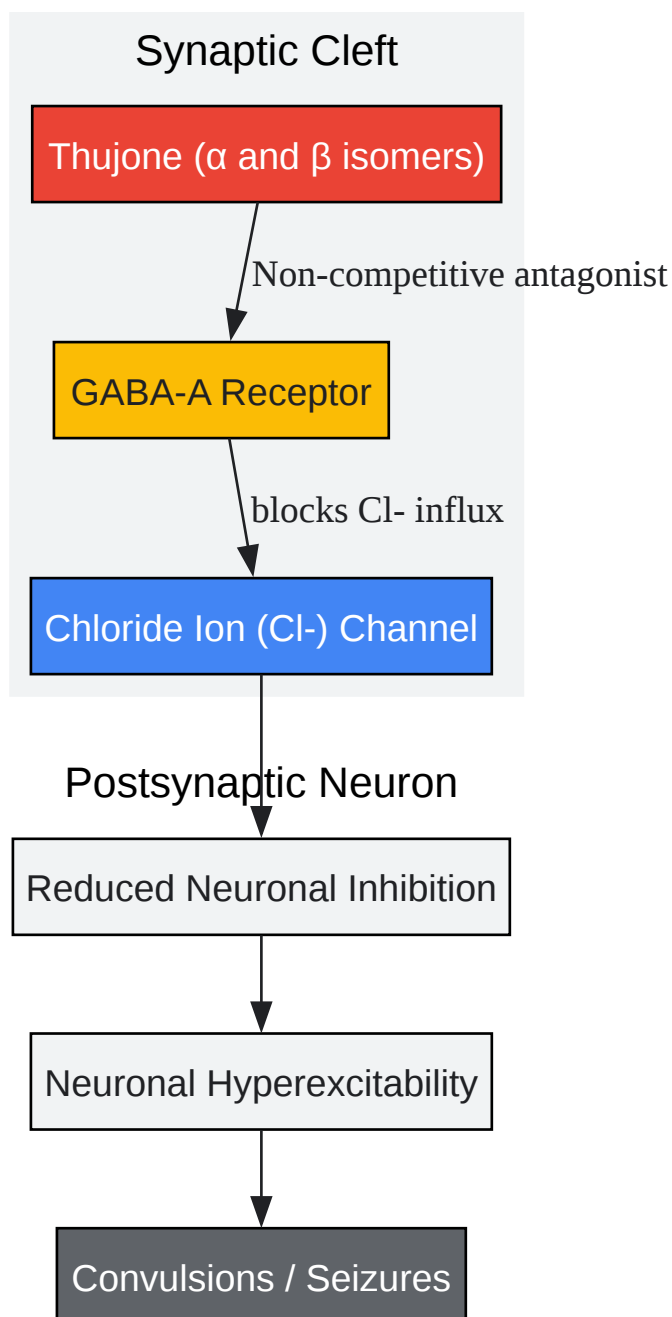 Synaptic Cleft
Thujone (α and β isomers)
Non-competitive antagonist
GABA-A Receptor
blocks Cl- influx
Chloride Ion (Cl-) Channel
Postsynaptic Neuron
Reduced Neuronal Inhibition
Neuronal Hyperexcitability
Convulsions / Seizures